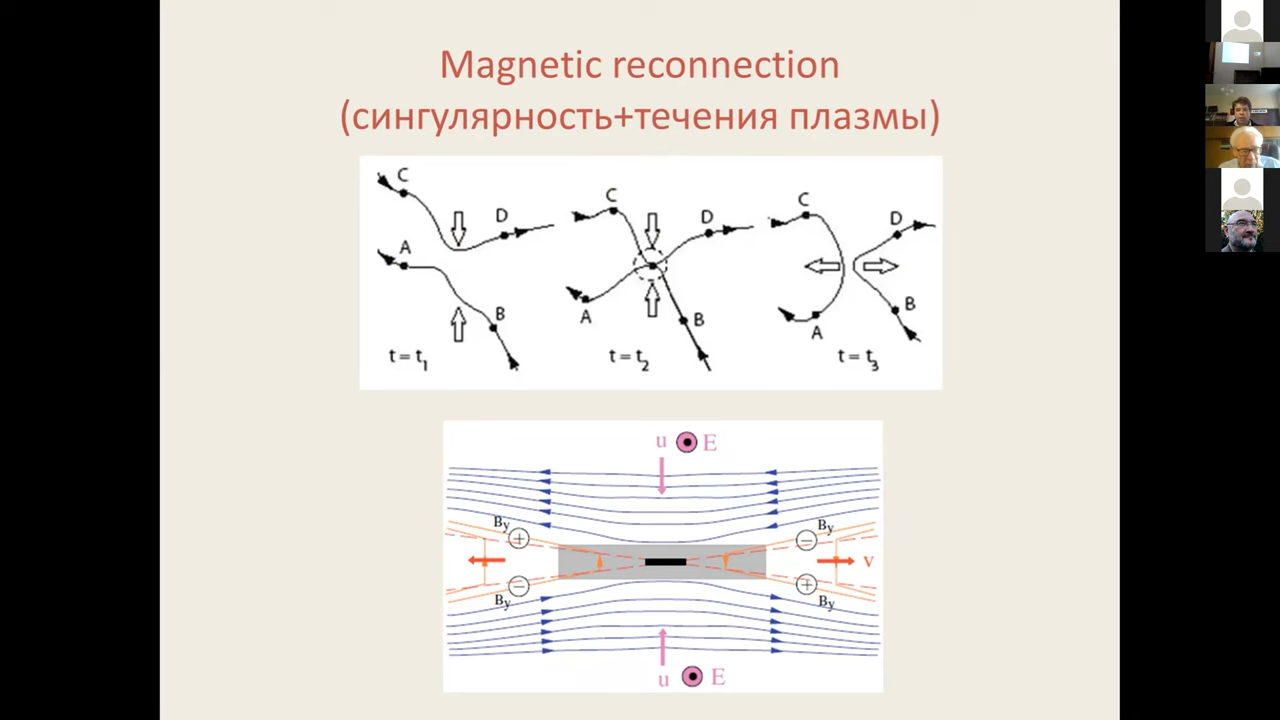 Magnetic reconnection
(сингулярность+течения плазмы)
C D A B t = t1
C D A B t = t2
C D A B t = t3
u E
By + − By
v
By − + By
u E